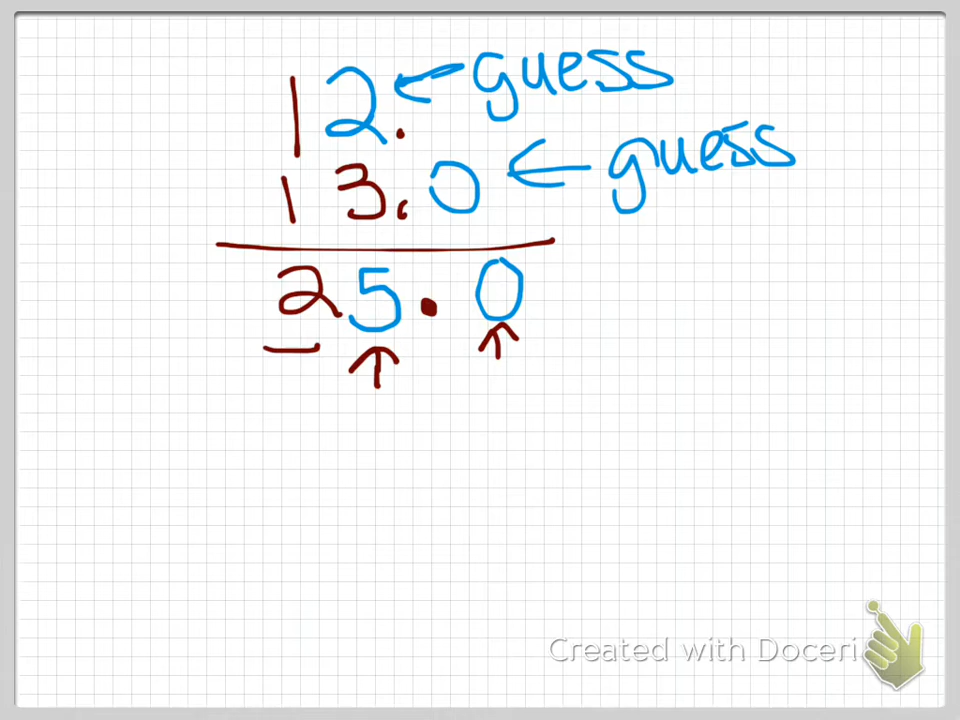 12. ← guess
13.0 ← guess
25.0
Created with Doceri